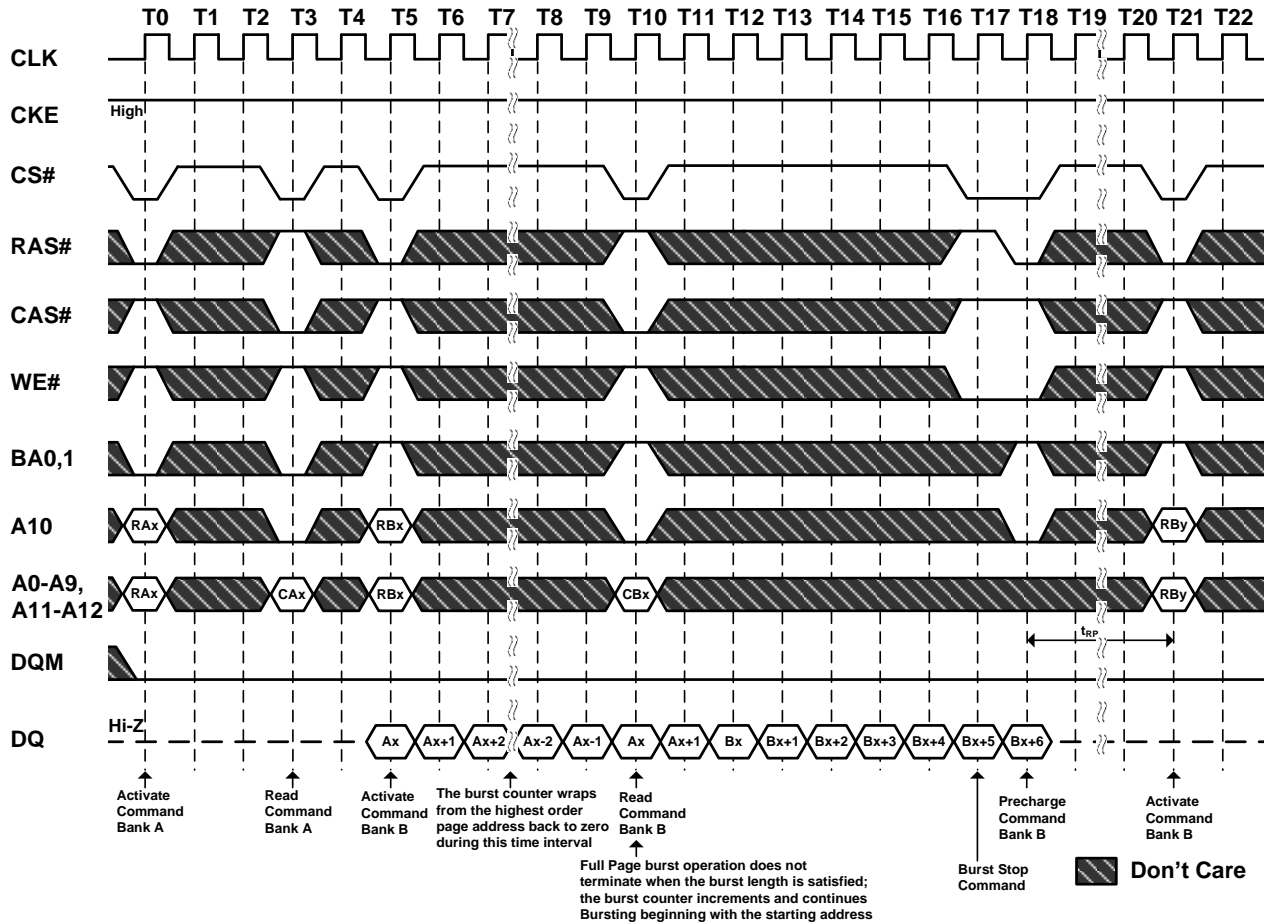 T0 T1 T2 T3 T4 T5 T6 T7 T8 T9 T10 T11 T12 T13 T14 T15 T16 T17 T18 T19 T20 T21 T22
CLK
CKE High
CS#
RAS#
CAS#
WE#
BA0,1
A10 RAx RBx RBy
A0-A9,
A11-A12 RAx CAx RBx CBx RBy
tRP
DQM
DQ Hi-Z Ax Ax+1 Ax+2 Ax-2 Ax-1 Ax Ax+1 Bx Bx+1 Bx+2 Bx+3 Bx+4 Bx+5 Bx+6
Activate
Command
Bank A
Read
Command
Bank A
Activate
Command
Bank B
The burst counter wraps
from the highest order
page address back to zero
during this time interval
Read
Command
Bank B
Full Page burst operation does not
terminate when the burst length is satisfied;
the burst counter increments and continues
Bursting beginning with the starting address
Burst Stop
Command
Precharge
Command
Bank B
Activate
Command
Bank B
Don't Care